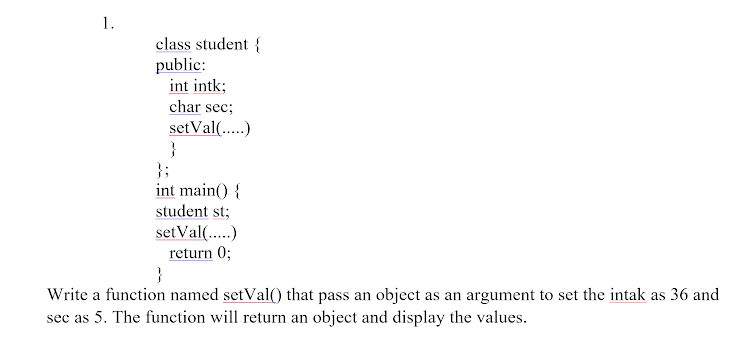 1.
class student {
public:
int intk;
char sec;
setVal(.....)
}
};
int main() {
student st;
setVal(.....)
return 0;
}
Write a function named setVal() that pass an object as an argument to set the intak as 36 and
sec as 5. The function will return an object and display the values.